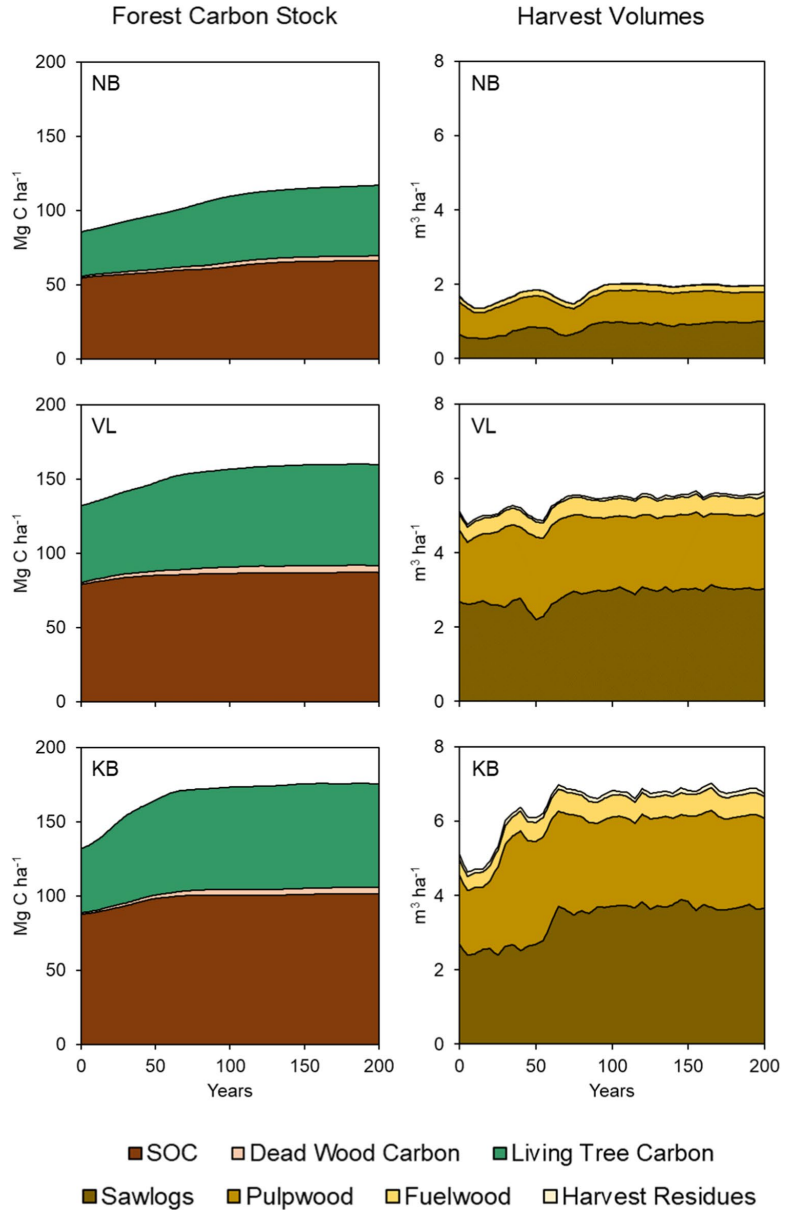 Forest Carbon Stock
Harvest Volumes
200
150
100
50
0
Mg C ha⁻¹
NB
8
6
4
2
0
m³ ha⁻¹
NB
200
150
100
50
0
Mg C ha⁻¹
VL
8
6
4
2
0
m³ ha⁻¹
VL
200
150
100
50
0
Mg C ha⁻¹
KB
0 50 100 150 200
Years
8
6
4
2
0
m³ ha⁻¹
KB
0 50 100 150 200
Years
SOC Dead Wood Carbon Living Tree Carbon
Sawlogs Pulpwood Fuelwood Harvest Residues